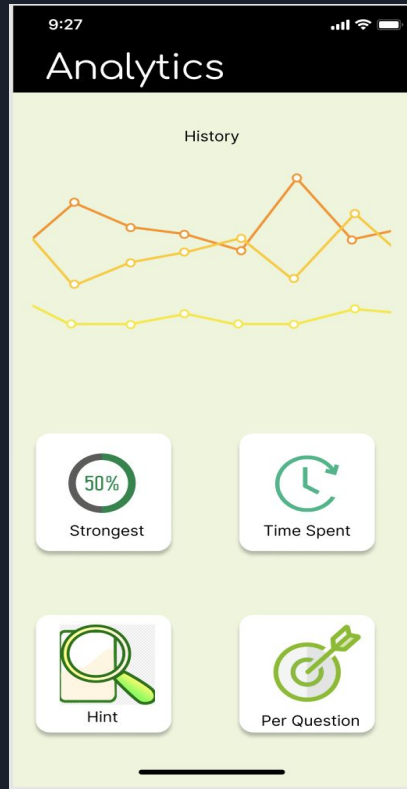 9:27
Analytics
History
50%
Strongest
Time Spent
Hint
Per Question